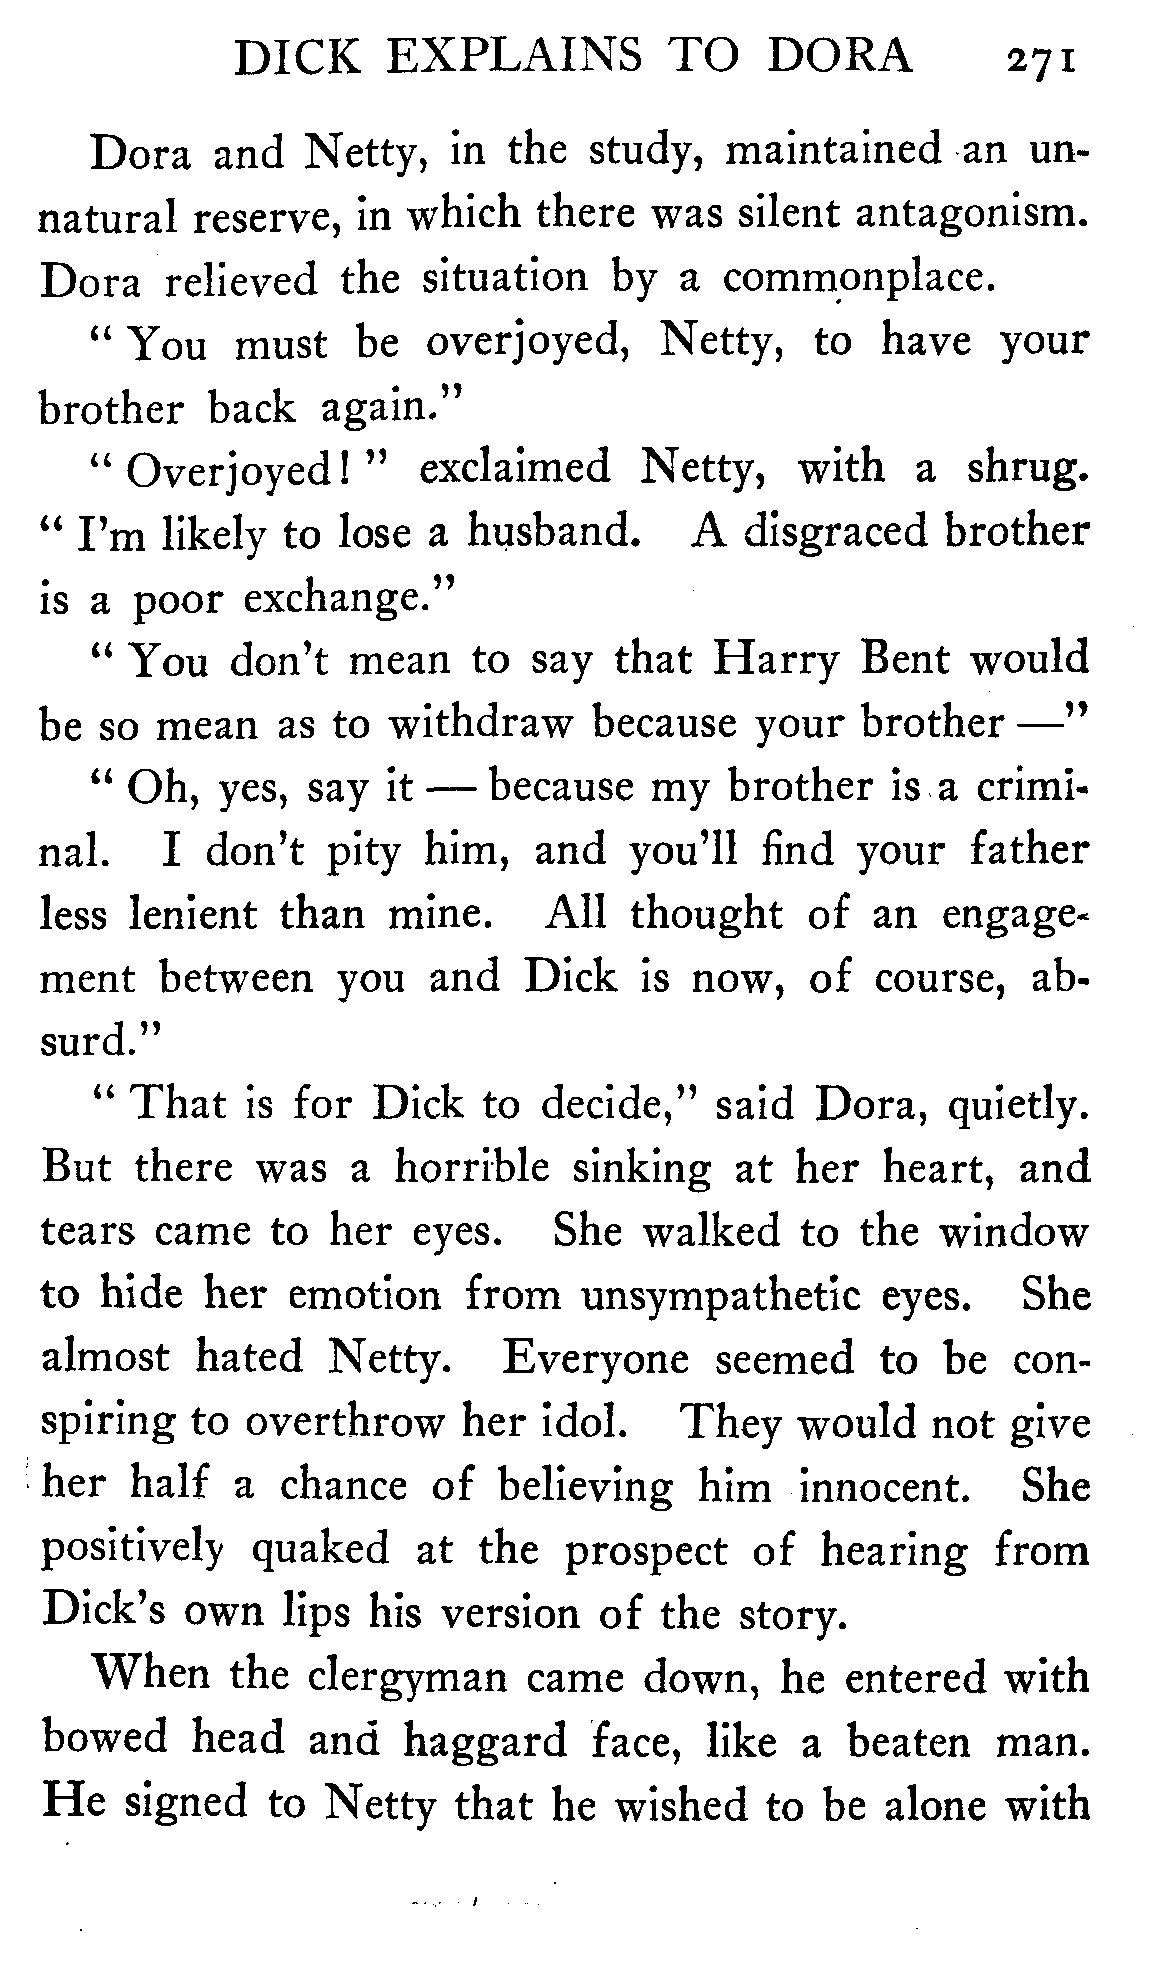 DICK EXPLAINS TO DORA 271
Dora and Netty, in the study, maintained an un-
natural reserve, in which there was silent antagonism.
Dora relieved the situation by a commonplace.
“ You must be overjoyed, Netty, to have your
brother back again.”
“ Overjoyed! ” exclaimed Netty, with a shrug.
“ I’m likely to lose a husband. A disgraced brother
is a poor exchange.”
“ You don’t mean to say that Harry Bent would
be so mean as to withdraw because your brother —”
“ Oh, yes, say it — because my brother is a crimi-
nal. I don’t pity him, and you’ll find your father
less lenient than mine. All thought of an engage-
ment between you and Dick is now, of course, ab-
surd.”
“ That is for Dick to decide,” said Dora, quietly.
But there was a horrible sinking at her heart, and
tears came to her eyes. She walked to the window
to hide her emotion from unsympathetic eyes. She
almost hated Netty. Everyone seemed to be con-
spiring to overthrow her idol. They would not give
her half a chance of believing him innocent. She
positively quaked at the prospect of hearing from
Dick’s own lips his version of the story.
When the clergyman came down, he entered with
bowed head and haggard face, like a beaten man.
He signed to Netty that he wished to be alone with